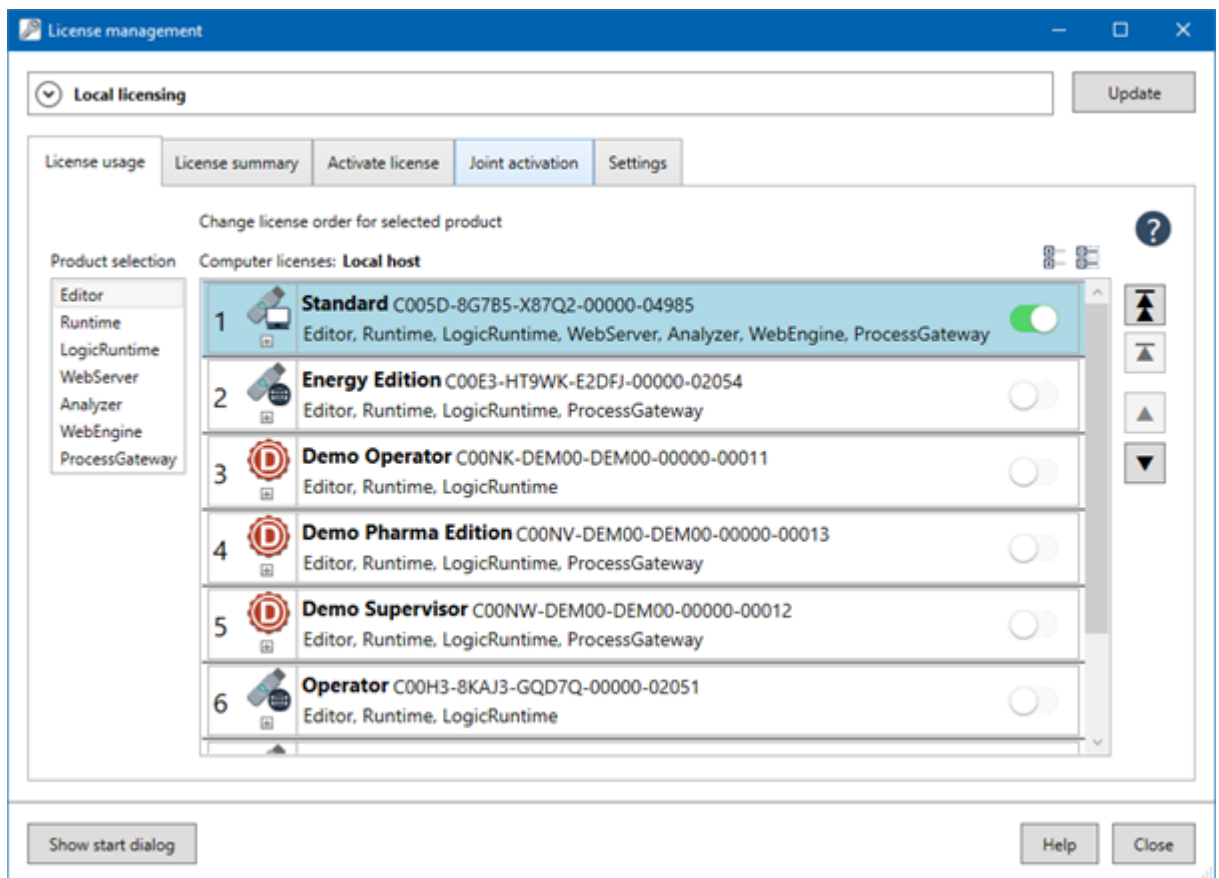 License management
Local licensing
Update
License usage
License summary
Activate license
Joint activation
Settings
Change license order for selected product
?
Product selection
Computer licenses: Local host
Editor
Runtime
LogicRuntime
WebServer
Analyzer
WebEngine
ProcessGateway
1
Standard C005D-8G7B5-X87Q2-00000-04985
Editor, Runtime, LogicRuntime, WebServer, Analyzer, WebEngine, ProcessGateway
2
Energy Edition C00E3-HT9WK-E2DFJ-00000-02054
Editor, Runtime, LogicRuntime, ProcessGateway
3
D
Demo Operator C00NK-DEM00-DEM00-00000-00011
Editor, Runtime, LogicRuntime
4
D
Demo Pharma Edition C00NV-DEM00-DEM00-00000-00013
Editor, Runtime, LogicRuntime, ProcessGateway
5
D
Demo Supervisor C00NW-DEM00-DEM00-00000-00012
Editor, Runtime, LogicRuntime, ProcessGateway
6
Operator C00H3-8KAJ3-GQD7Q-00000-02051
Editor, Runtime, LogicRuntime
Show start dialog
Help
Close